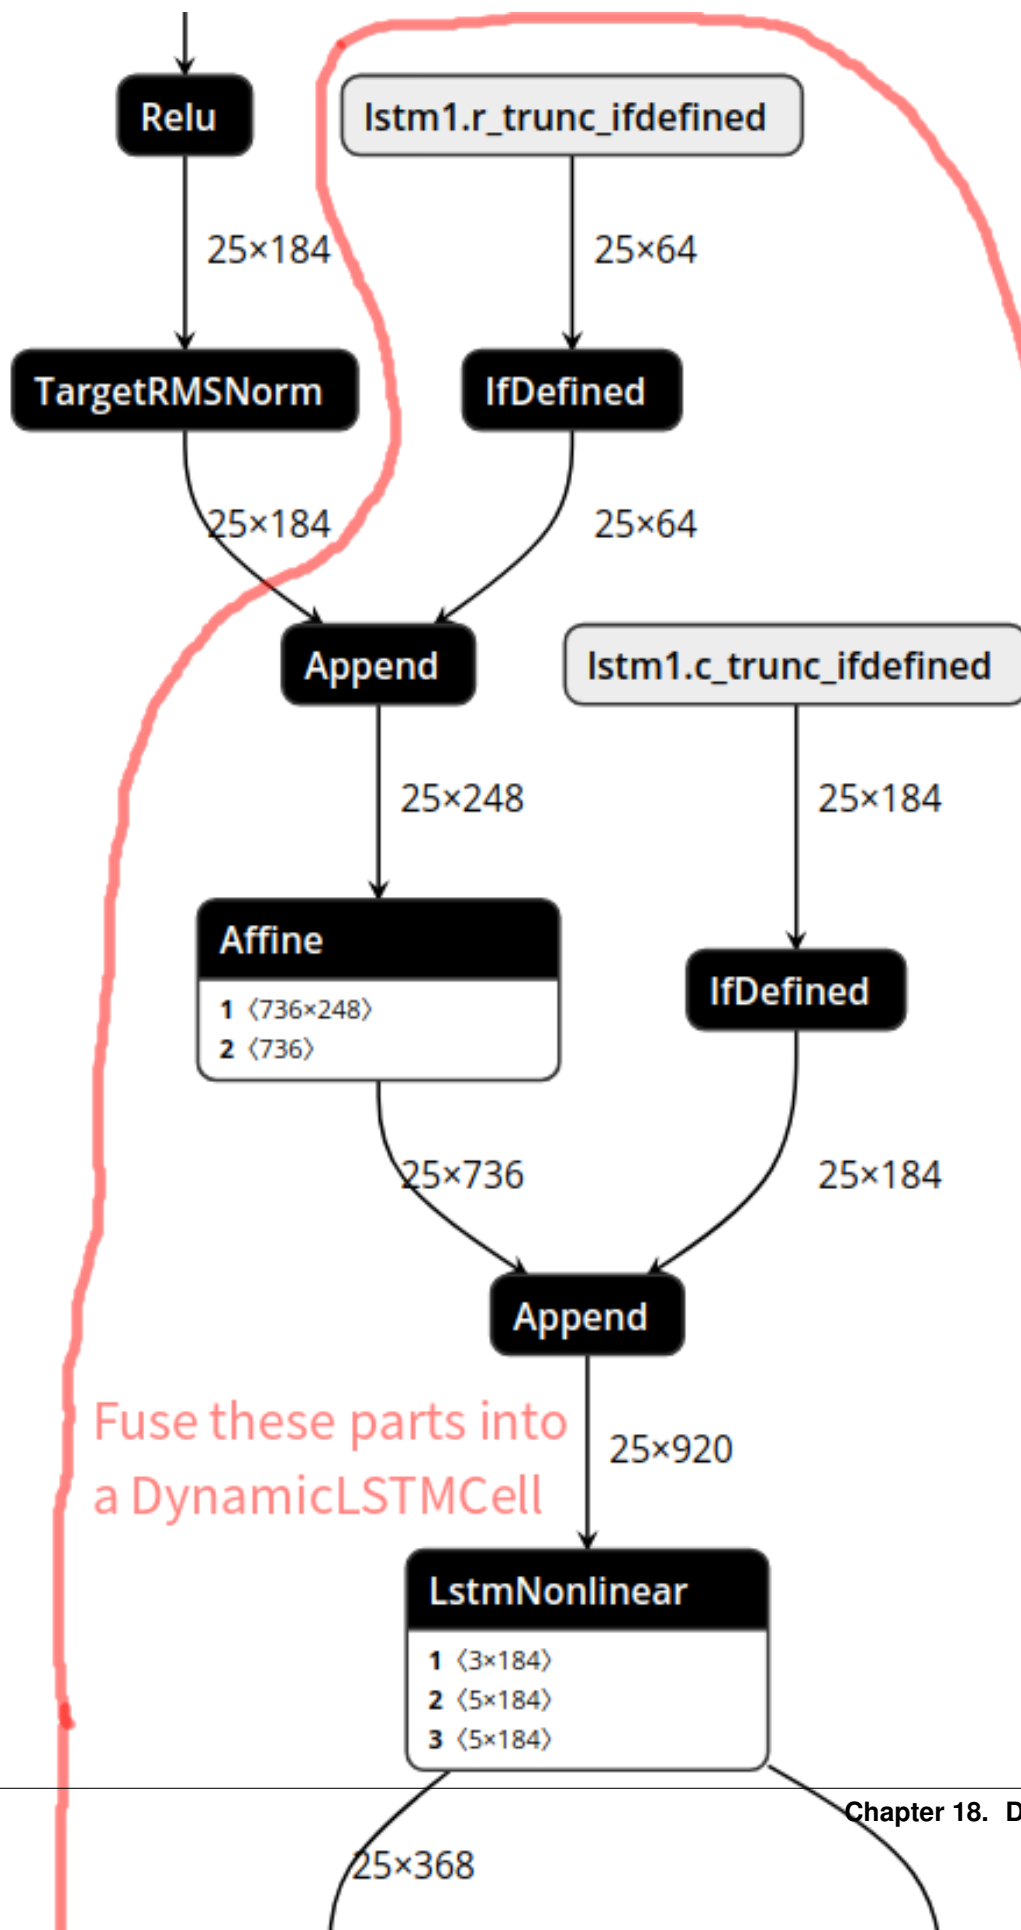 Relu
lstm1.r_trunc_ifdefined
25×184
25×64
TargetRMSNorm
IfDefined
25×184
25×64
Append
lstm1.c_trunc_ifdefined
25×248
25×184
Affine
1 〈736×248〉
2 〈736〉
IfDefined
25×736
25×184
Append
Fuse these parts into
a DynamicLSTMCell
25×920
LstmNonlinear
1 〈3×184〉
2 〈5×184〉
3 〈5×184〉
Chapter 18. D
25×368